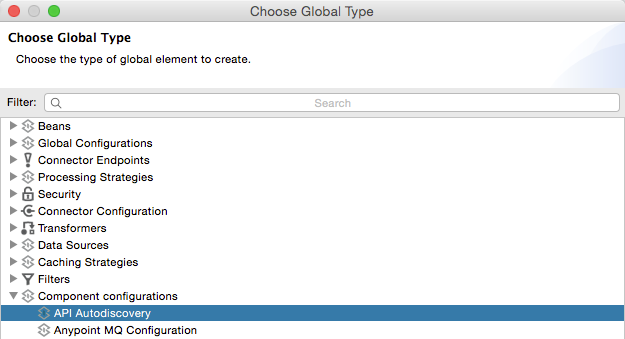 Choose Global Type
Choose Global Type
Choose the type of global element to create.
Filter: Search
Beans
Global Configurations
Connector Endpoints
Processing Strategies
Security
Connector Configuration
Transformers
Data Sources
Caching Strategies
Filters
Component configurations
API Autodiscovery
Anypoint MQ Configuration